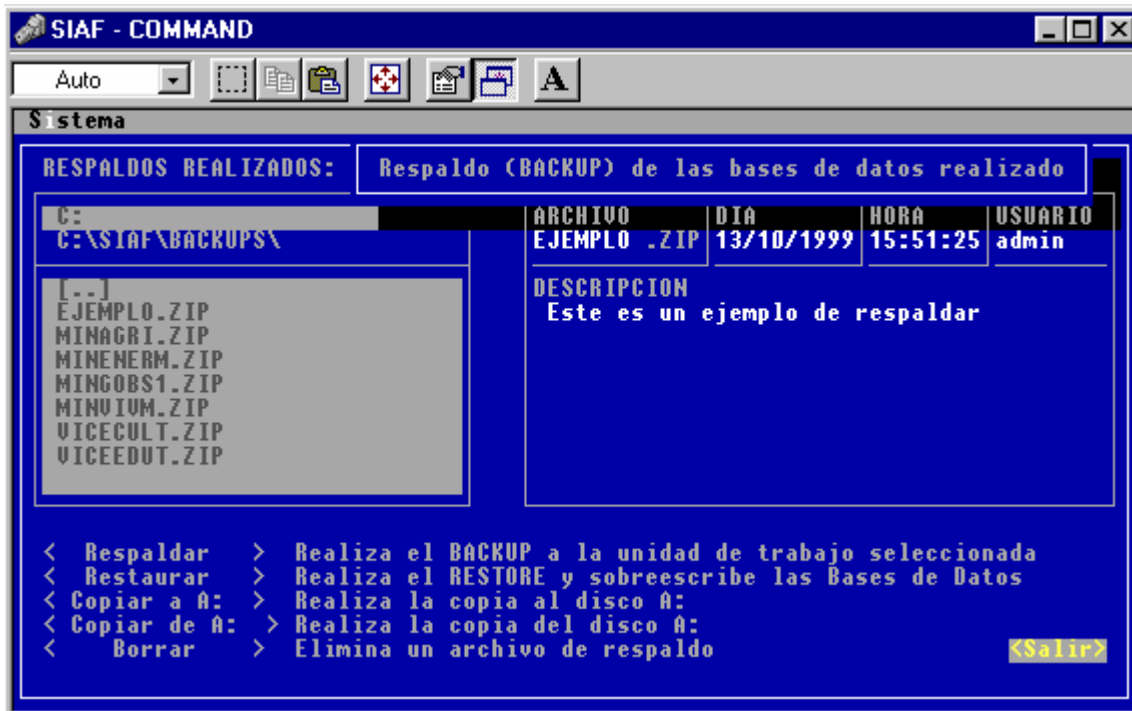 SIAF - COMMAND
Auto
A
Sistema
RESPALDOS REALIZADOS:
Respaldo (BACKUP) de las bases de datos realizado
C:
C:\SIAF\BACKUPS\
ARCHIVO DIA HORA USUARIO
EJEMPLO .ZIP 13/10/1999 15:51:25 admin
[..]
EJEMPLO.ZIP
MINAGRI.ZIP
MINENERM.ZIP
MINGOBS1.ZIP
MINVIVM.ZIP
VICECULT.ZIP
VICEEDUT.ZIP
DESCRIPCION
Este es un ejemplo de respaldar
< Respaldar > Realiza el BACKUP a la unidad de trabajo seleccionada
< Restaurar > Realiza el RESTORE y sobreescribe las Bases de Datos
< Copiar a A: > Realiza la copia al disco A:
< Copiar de A: > Realiza la copia del disco A:
< Borrar > Elimina un archivo de respaldo
<Salir>